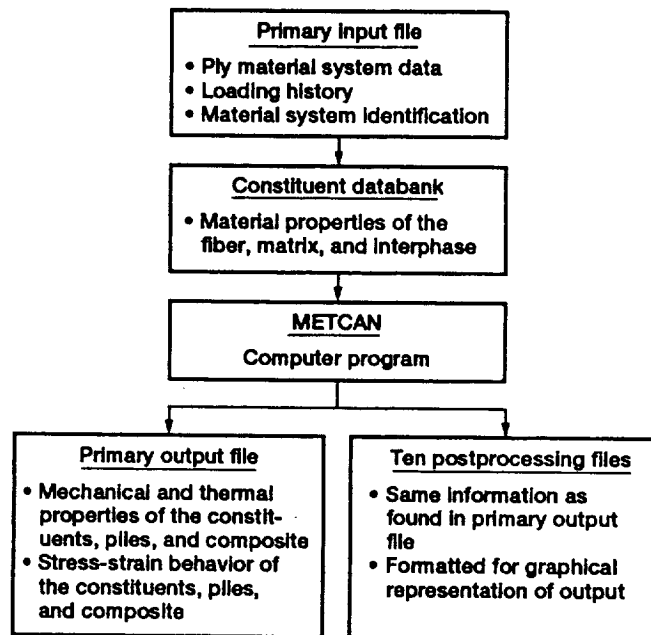 Primary input file
• Ply material system data
• Loading history
• Material system identification
Constituent databank
• Material properties of the
fiber, matrix, and interphase
METCAN
Computer program
Primary output file
• Mechanical and thermal
properties of the constit-
uents, plies, and composite
• Stress-strain behavior of
the constituents, plies,
and composite
Ten postprocessing files
• Same information as
found in primary output
file
• Formatted for graphical
representation of output